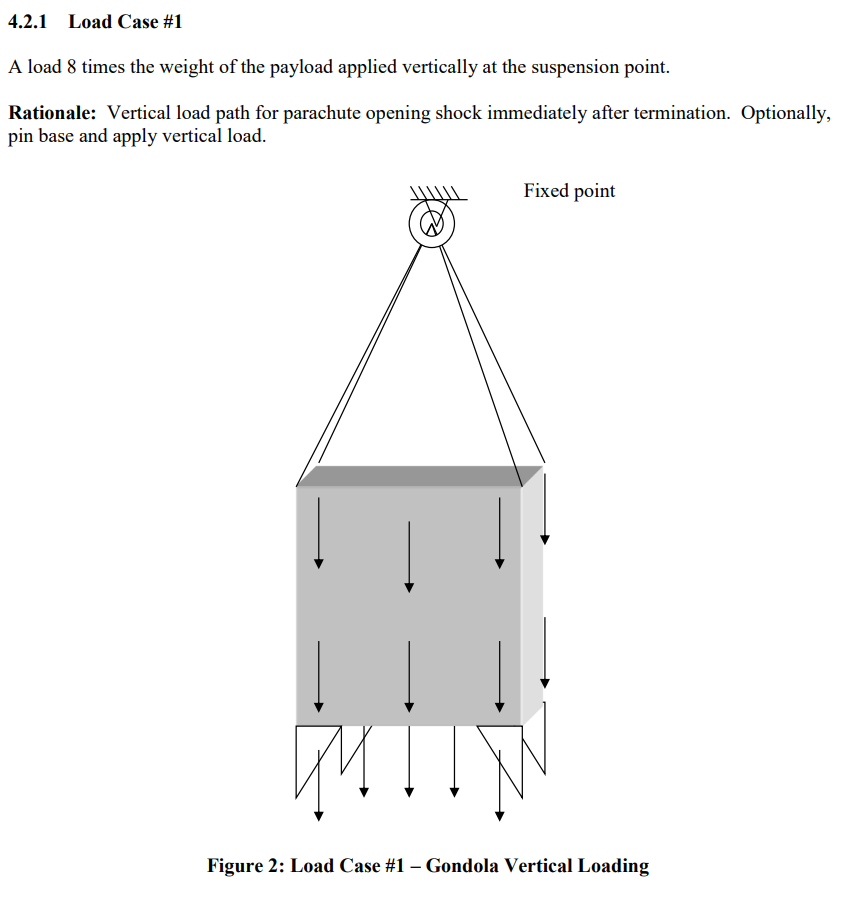 4.2.1 Load Case #1
A load 8 times the weight of the payload applied vertically at the suspension point.
Rationale: Vertical load path for parachute opening shock immediately after termination. Optionally,
pin base and apply vertical load.
Fixed point
Figure 2: Load Case #1 – Gondola Vertical Loading